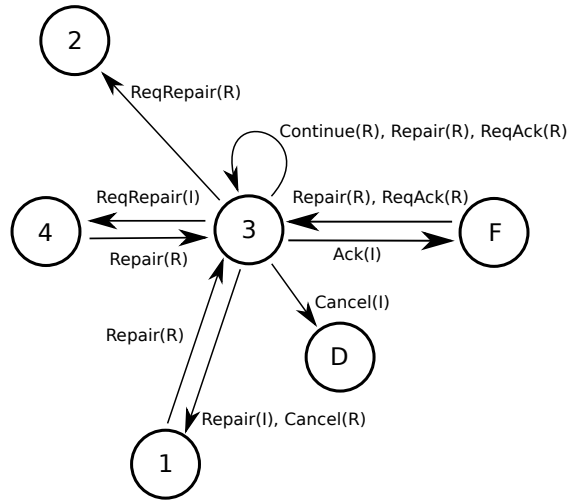 2
ReqRepair(R)
Continue(R), Repair(R), ReqAck(R)
ReqRepair(I)
Repair(R), ReqAck(R)
4
3
F
Repair(R)
Ack(I)
Cancel(I)
Repair(R)
D
Repair(I), Cancel(R)
1